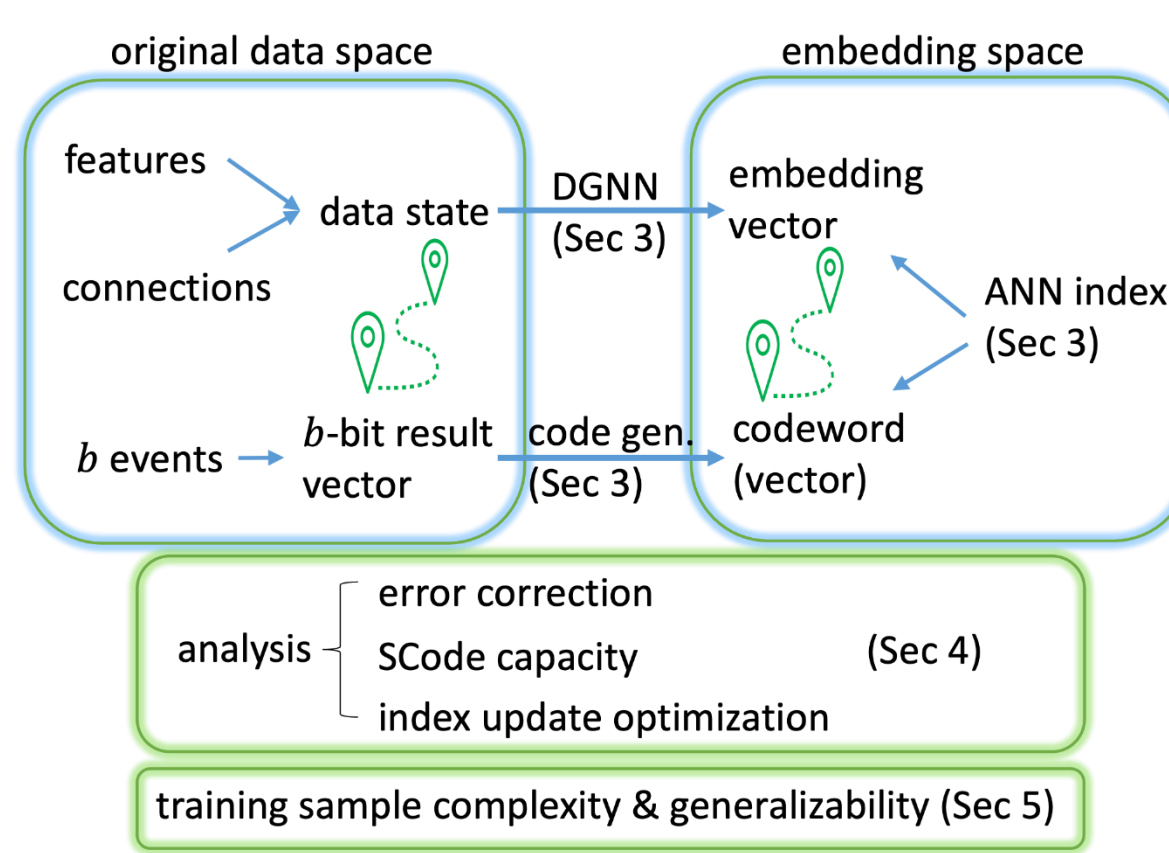 original data space
embedding space
features
connections
data state
DGNN
(Sec 3)
embedding
vector
ANN index
(Sec 3)
b events
b-bit result
vector
code gen.
(Sec 3)
codeword
(vector)
analysis
error correction
SCode capacity
index update optimization
(Sec 4)
training sample complexity & generalizability (Sec 5)